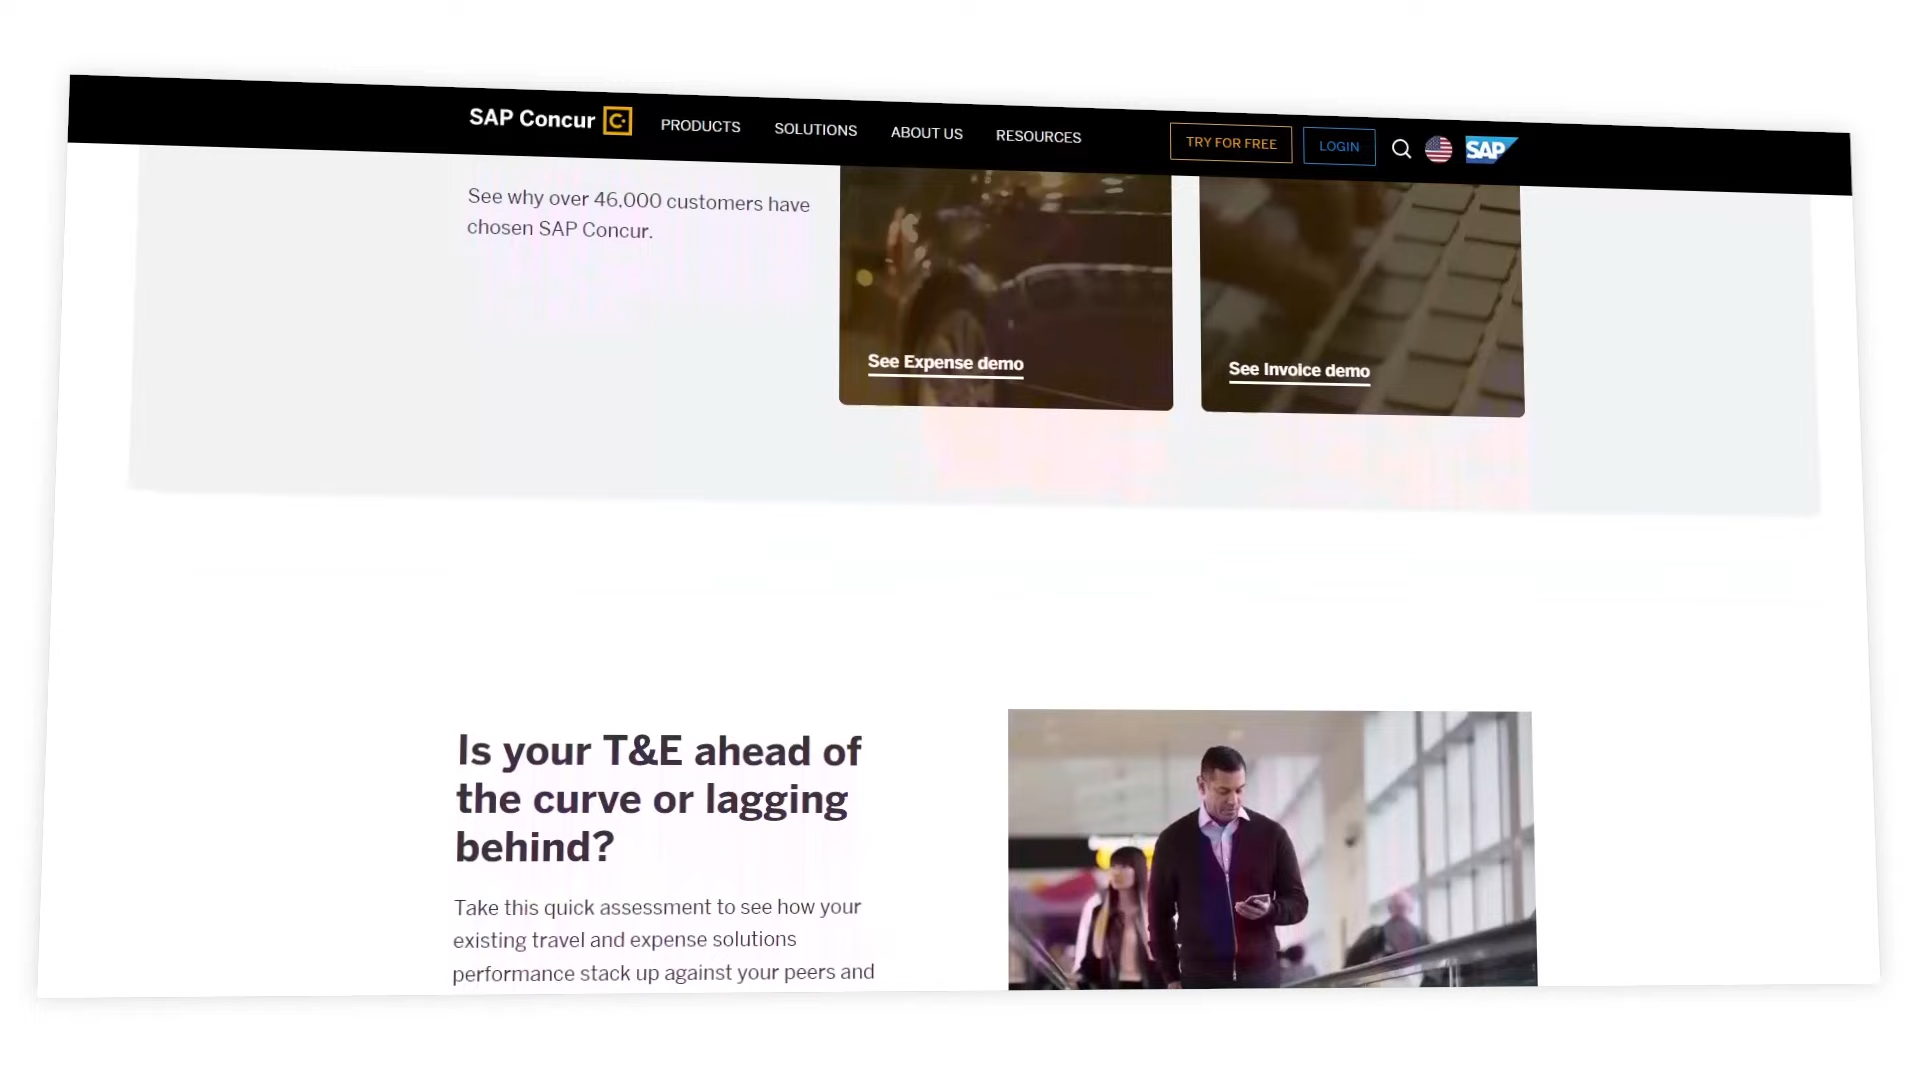 SAP Concur C
PRODUCTS
SOLUTIONS
ABOUT US
RESOURCES
TRY FOR FREE
LOGIN
SAP
See why over 46,000 customers have
chosen SAP Concur.
See Expense demo
See Invoice demo
Is your T&E ahead of
the curve or lagging
behind?
Take this quick assessment to see how your
existing travel and expense solutions
performance stack up against your peers and